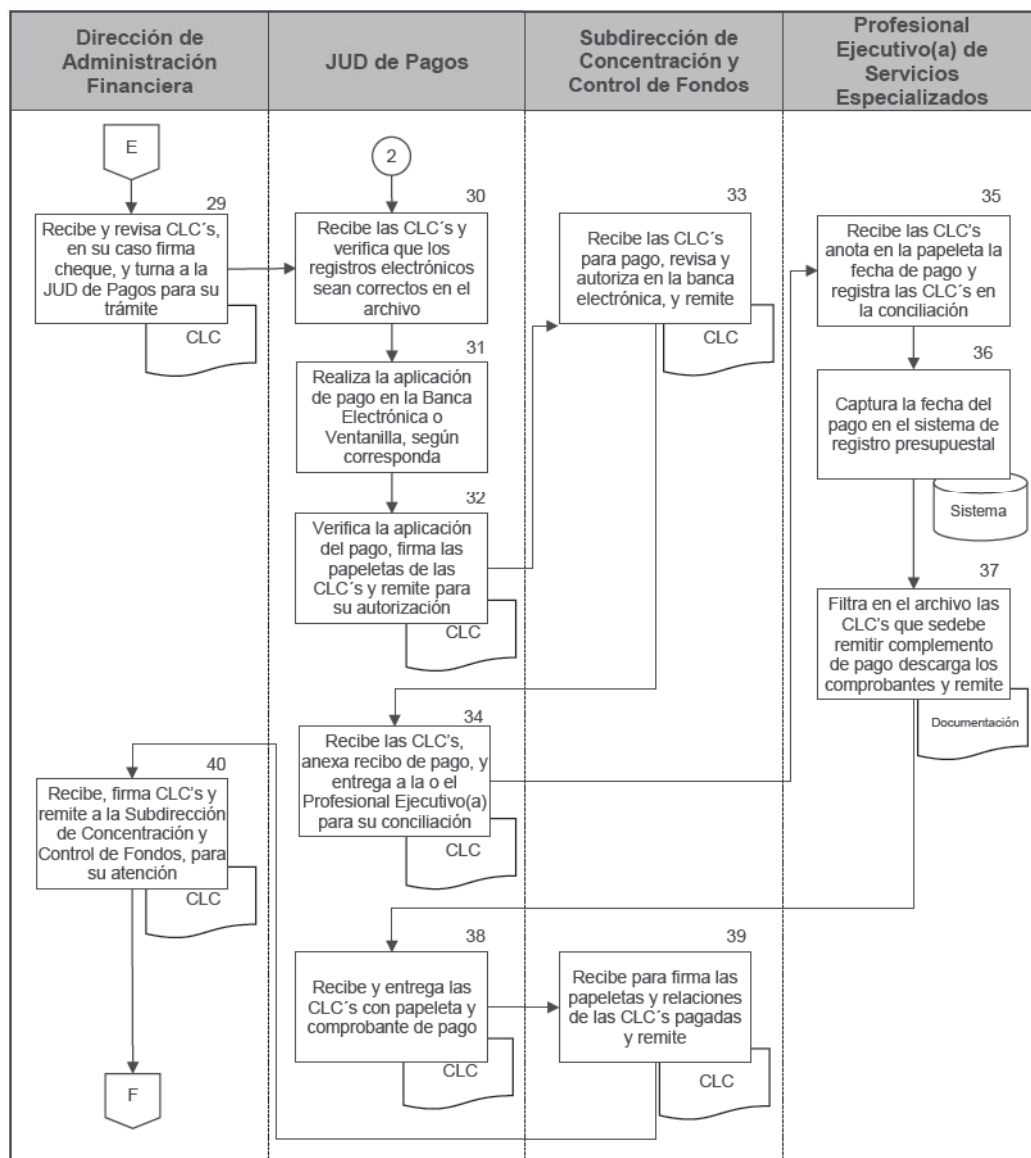 Dirección de
Administración
Financiera
JUD de Pagos
Subdirección de
Concentración y
Control de Fondos
Profesional
Ejecutivo(a) de
Servicios
Especializados
E
29
Recibe y revisa CLC´s,
en su caso firma
cheque, y turna a la
JUD de Pagos para su
trámite
CLC
2
30
Recibe las CLC´s y
verifica que los
registros electrónicos
sean correctos en el
archivo
31
Realiza la aplicación
de pago en la Banca
Electrónica o
Ventanilla, según
corresponda
32
Verifica la aplicación
del pago, firma las
papeletas de las
CLC´s y remite para
su autorización
CLC
33
Recibe las CLC´s
para pago, revisa y
autoriza en la banca
electrónica, y remite
CLC
34
Recibe las CLC's,
anexa recibo de pago, y
entrega a la o el
Profesional Ejecutivo(a)
para su conciliación
CLC
35
Recibe las CLC's
anota en la papeleta la
fecha de pago y
registra las CLC´s en
la conciliación
36
Captura la fecha del
pago en el sistema de
registro presupuestal
Sistema
37
Filtra en el archivo las
CLC's que sedebe
remitir complemento
de pago descarga los
comprobantes y remite
Documentación
38
Recibe y entrega las
CLC´s con papeleta y
comprobante de pago
CLC
39
Recibe para firma las
papeletas y relaciones
de las CLC´s pagadas
y remite
CLC
40
Recibe, firma CLC's y
remite a la Subdirección
de Concentración y
Control de Fondos, para
su atención
CLC
F